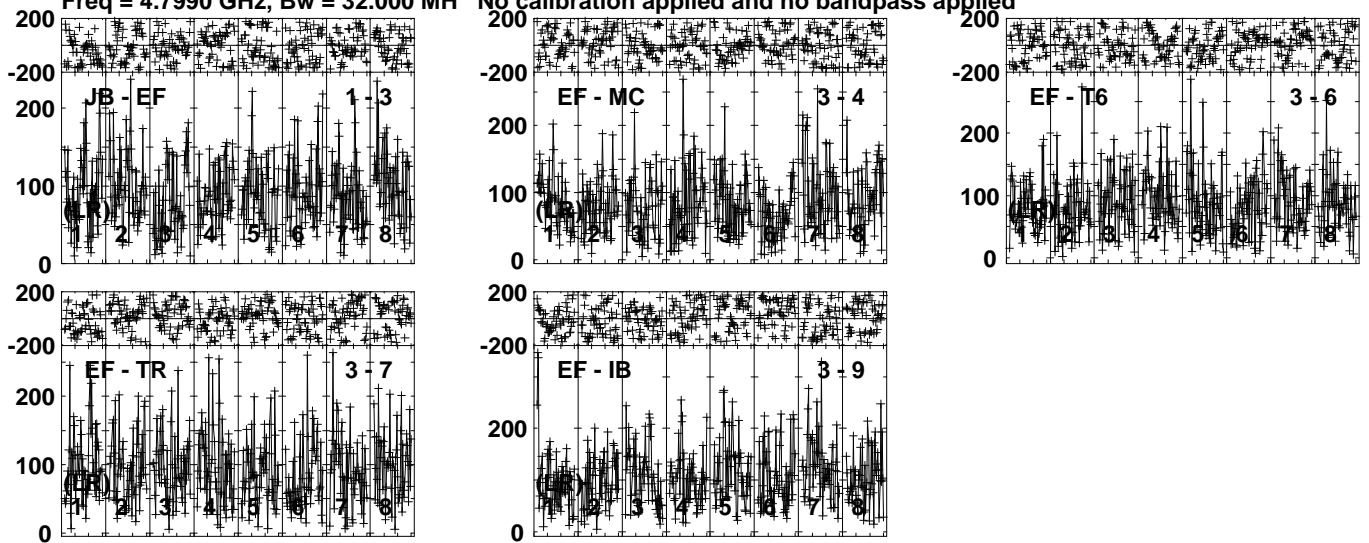 Freq = 4.7990 GHz, Bw = 32.000 MH No calibration applied and no bandpass applied
200
-200
JB - EF 1 - 3
200
100
0
(LR)
1 2 3 4 5 6 7 8
200
-200
EF - MC 3 - 4
200
100
0
(LR)
1 2 3 4 5 6 7 8
200
-200
EF - T6 3 - 6
200
100
0
(LR)
1 2 3 4 5 6 7 8
200
-200
EF - TR 3 - 7
200
100
0
(LR)
1 2 3 4 5 6 7 8
200
-200
EF - IB 3 - 9
200
0
(LR)
1 2 3 4 5 6 7 8